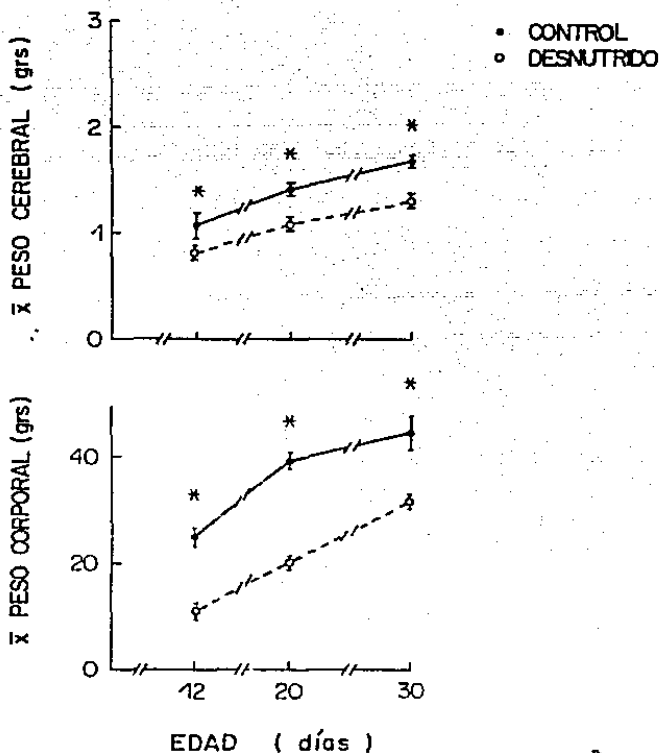 • CONTROL
○ DESNUTRIDO
x̄ PESO CEREBRAL (grs)
3
2
1
0
* * *
x̄ PESO CORPORAL (grs)
40
20
0
* * *
12 20 30
EDAD ( días )